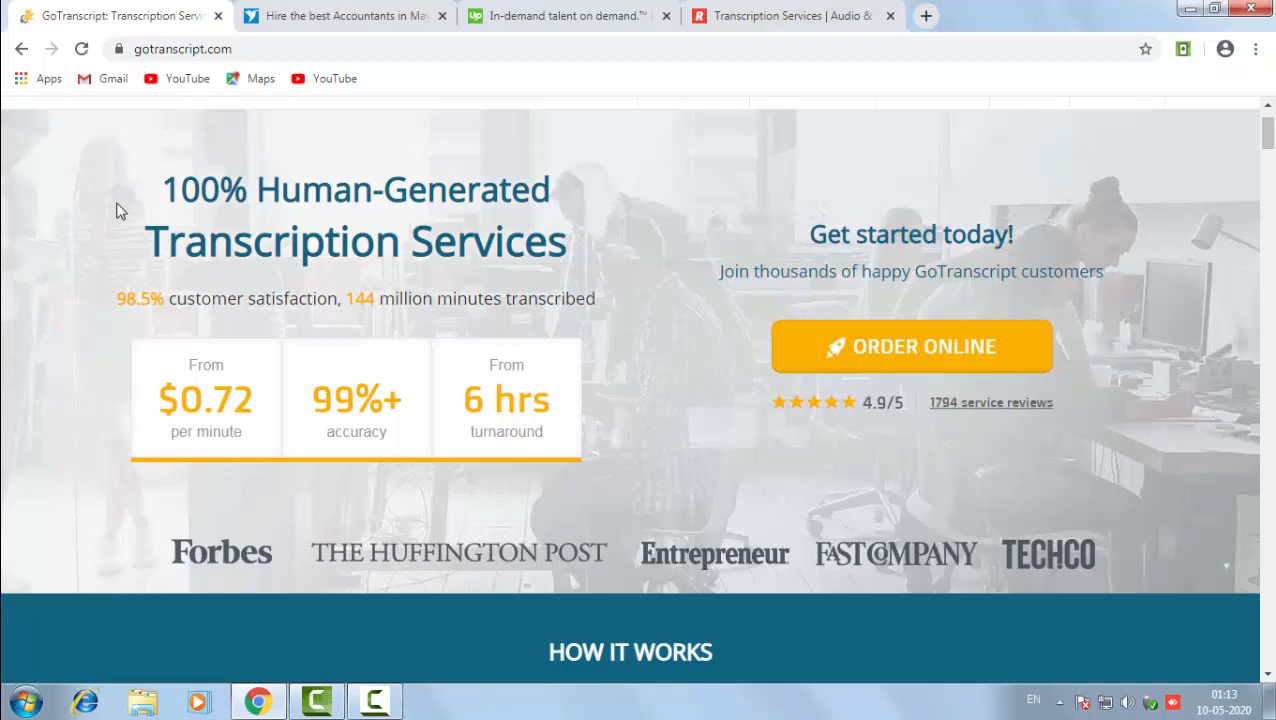 GoTranscript: Transcription Servi
Hire the best Accountants in May
In-demand talent on demand.™
Transcription Services | Audio &
gotranscript.com
Apps
Gmail
YouTube
Maps
YouTube
100% Human-Generated
Transcription Services
98.5% customer satisfaction, 144 million minutes transcribed
From
$0.72
per minute
99%+
accuracy
From
6 hrs
turnaround
Get started today!
Join thousands of happy GoTranscript customers
ORDER ONLINE
4.9/5
1794 service reviews
Forbes
THE HUFFINGTON POST
Entrepreneur
FAST COMPANY
TECH.CO
HOW IT WORKS
EN
01:13
10-05-2020